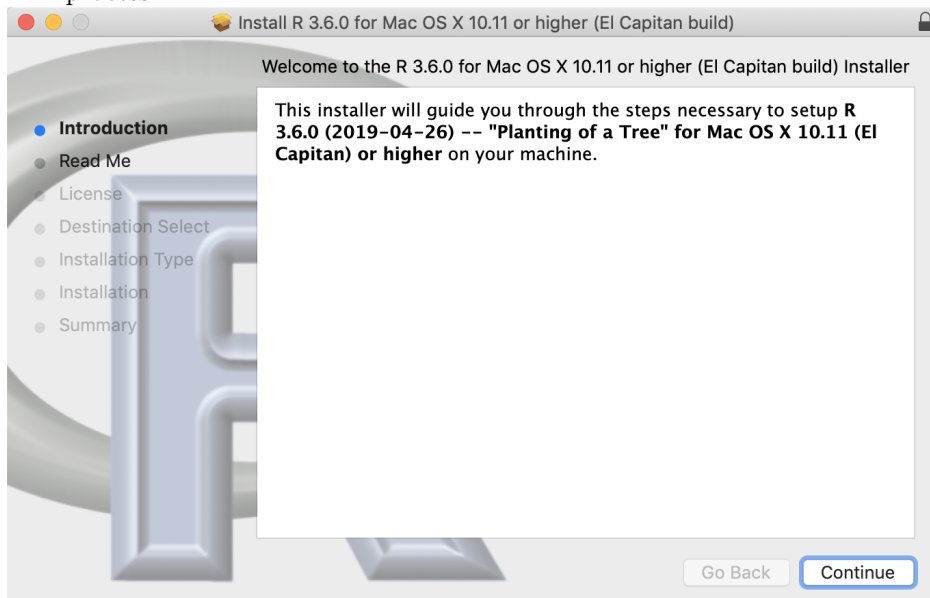 Install R 3.6.0 for Mac OS X 10.11 or higher (El Capitan build)
Welcome to the R 3.6.0 for Mac OS X 10.11 or higher (El Capitan build) Installer
Introduction
Read Me
License
Destination Select
Installation Type
Installation
Summary
This installer will guide you through the steps necessary to setup R
3.6.0 (2019-04-26) -- "Planting of a Tree" for Mac OS X 10.11 (El
Capitan) or higher on your machine.
Go Back
Continue